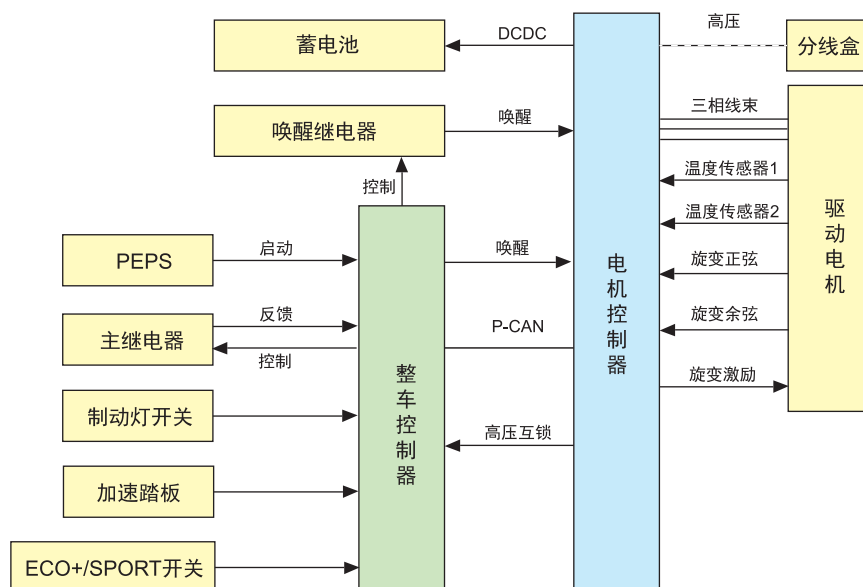 蓄电池
DCDC
高压
分线盒
唤醒继电器
唤醒
三相线束
控制
温度传感器1
温度传感器2
驱动电机
PEPS
启动
唤醒
电机控制器
旋变正弦
主继电器
反馈
控制
P-CAN
旋变余弦
整车控制器
旋变激励
制动灯开关
高压互锁
加速踏板
ECO+/SPORT开关